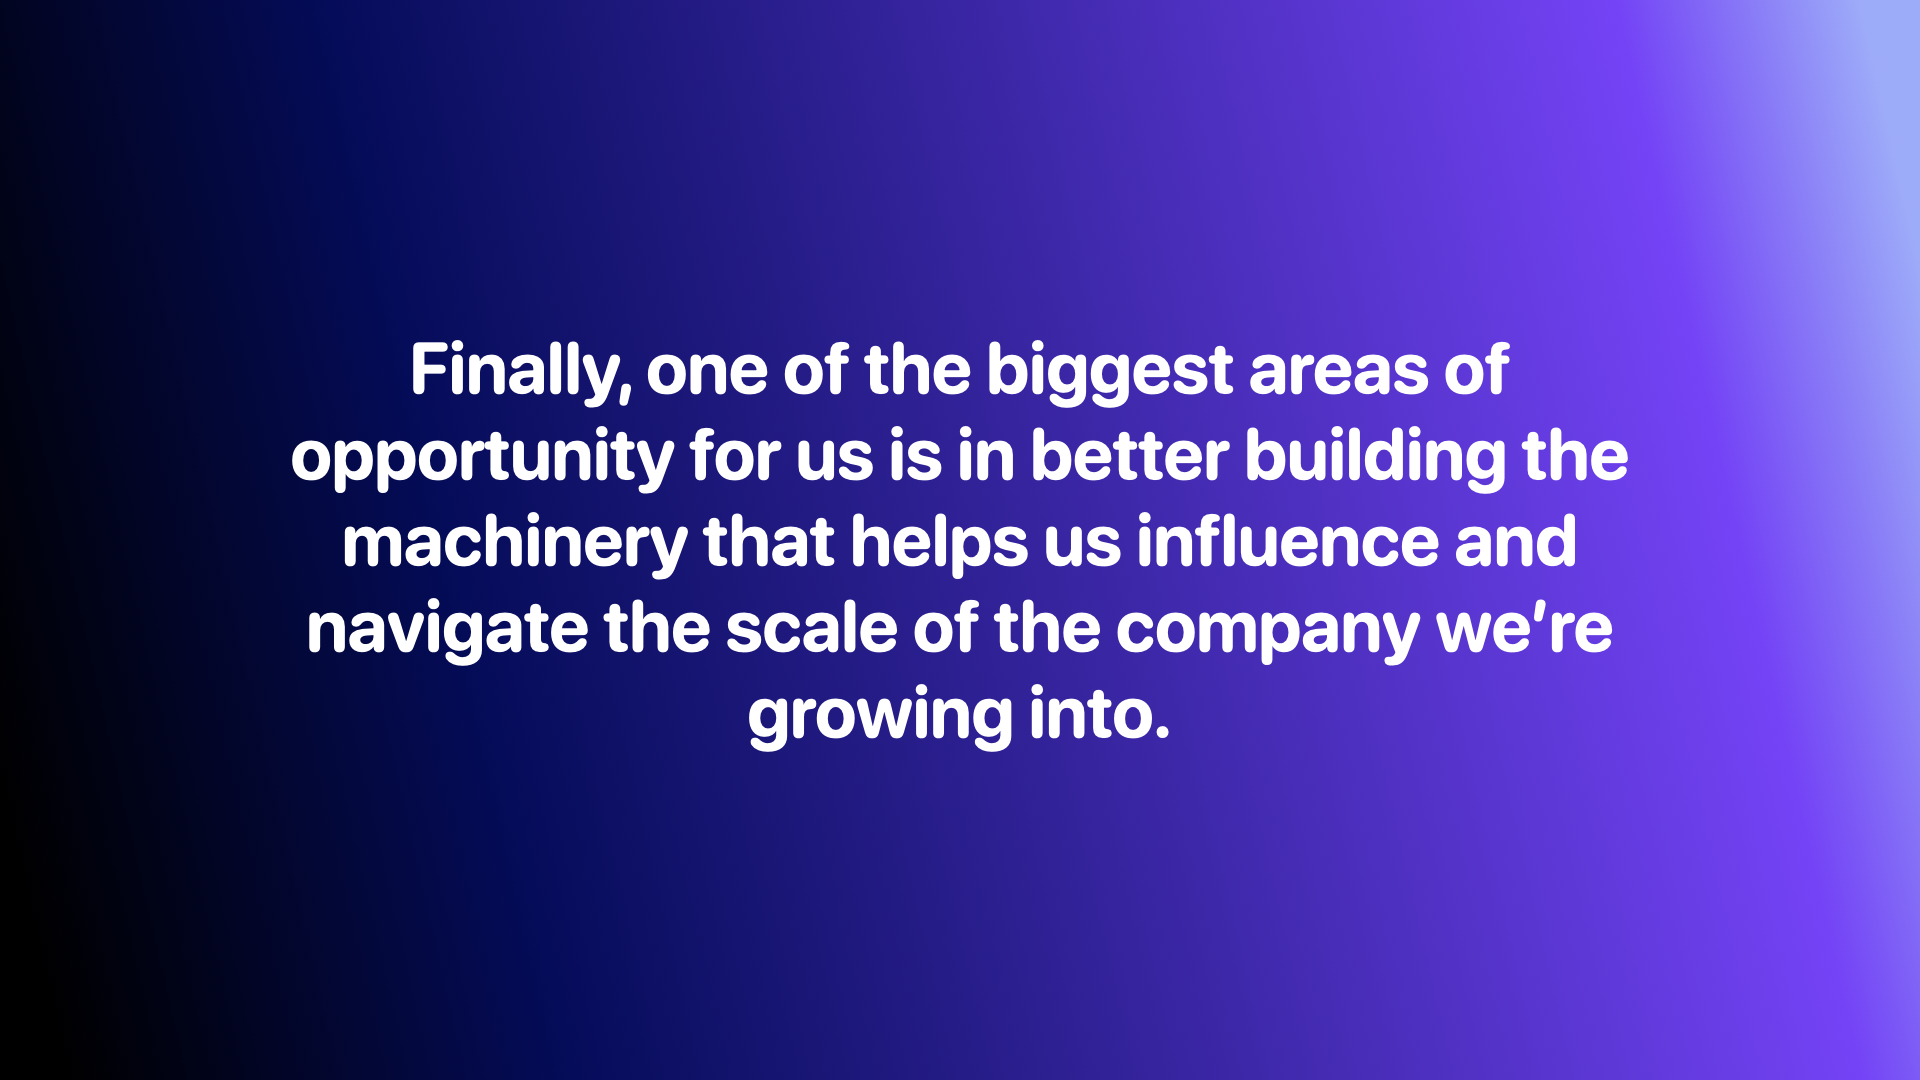 Finally, one of the biggest areas of
opportunity for us is in better building the
machinery that helps us influence and
navigate the scale of the company we're
growing into.